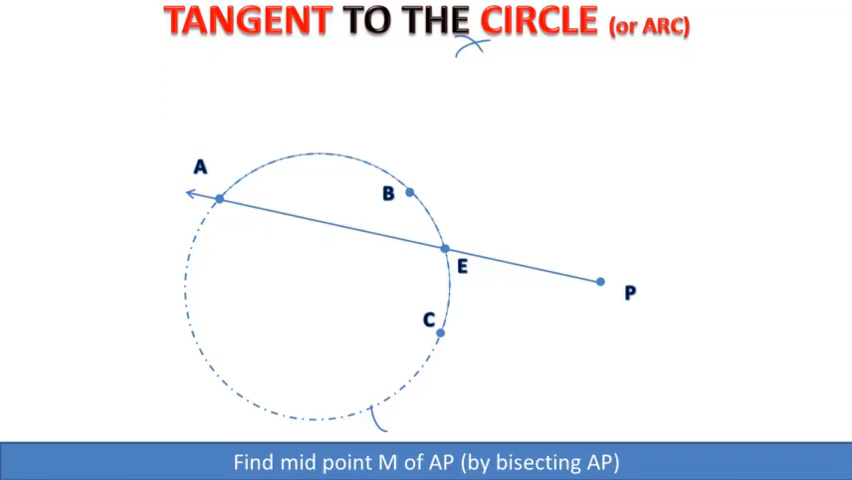 TANGENT TO THE CIRCLE (or ARC)
A
B
E
P
C
Find mid point M of AP (by bisecting AP)